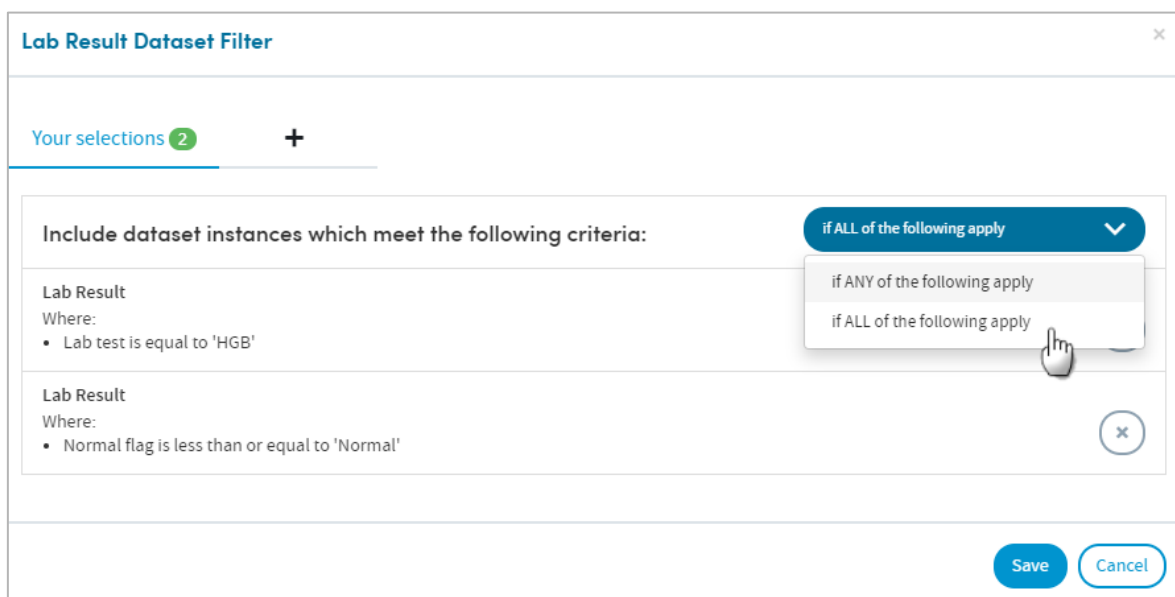 Lab Result Dataset Filter
×
Your selections 2 +
Include dataset instances which meet the following criteria:
if ALL of the following apply
if ANY of the following apply
if ALL of the following apply
Lab Result
Where:
• Lab test is equal to 'HGB'
Lab Result
Where:
• Normal flag is less than or equal to 'Normal'
×
Save Cancel